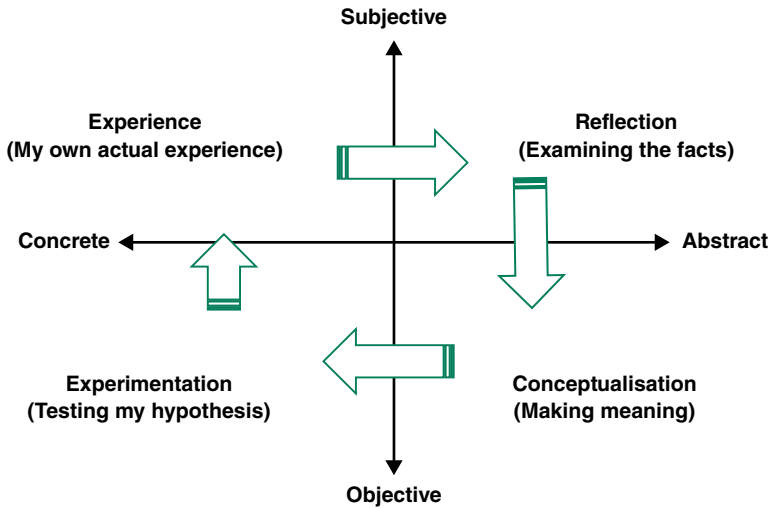 Subjective
Experience
(My own actual experience)
Reflection
(Examining the facts)
Concrete
Abstract
Experimentation
(Testing my hypothesis)
Conceptualisation
(Making meaning)
Objective